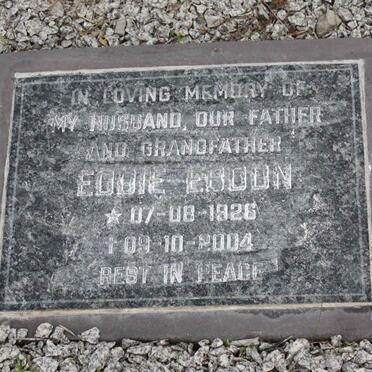 IN LOVING MEMORY OF
MY HUSBAND, OUR FATHER
AND GRANDFATHER
EDDIE EBDON
* 07-08-1926
† 09-10-2004
REST IN PEACE